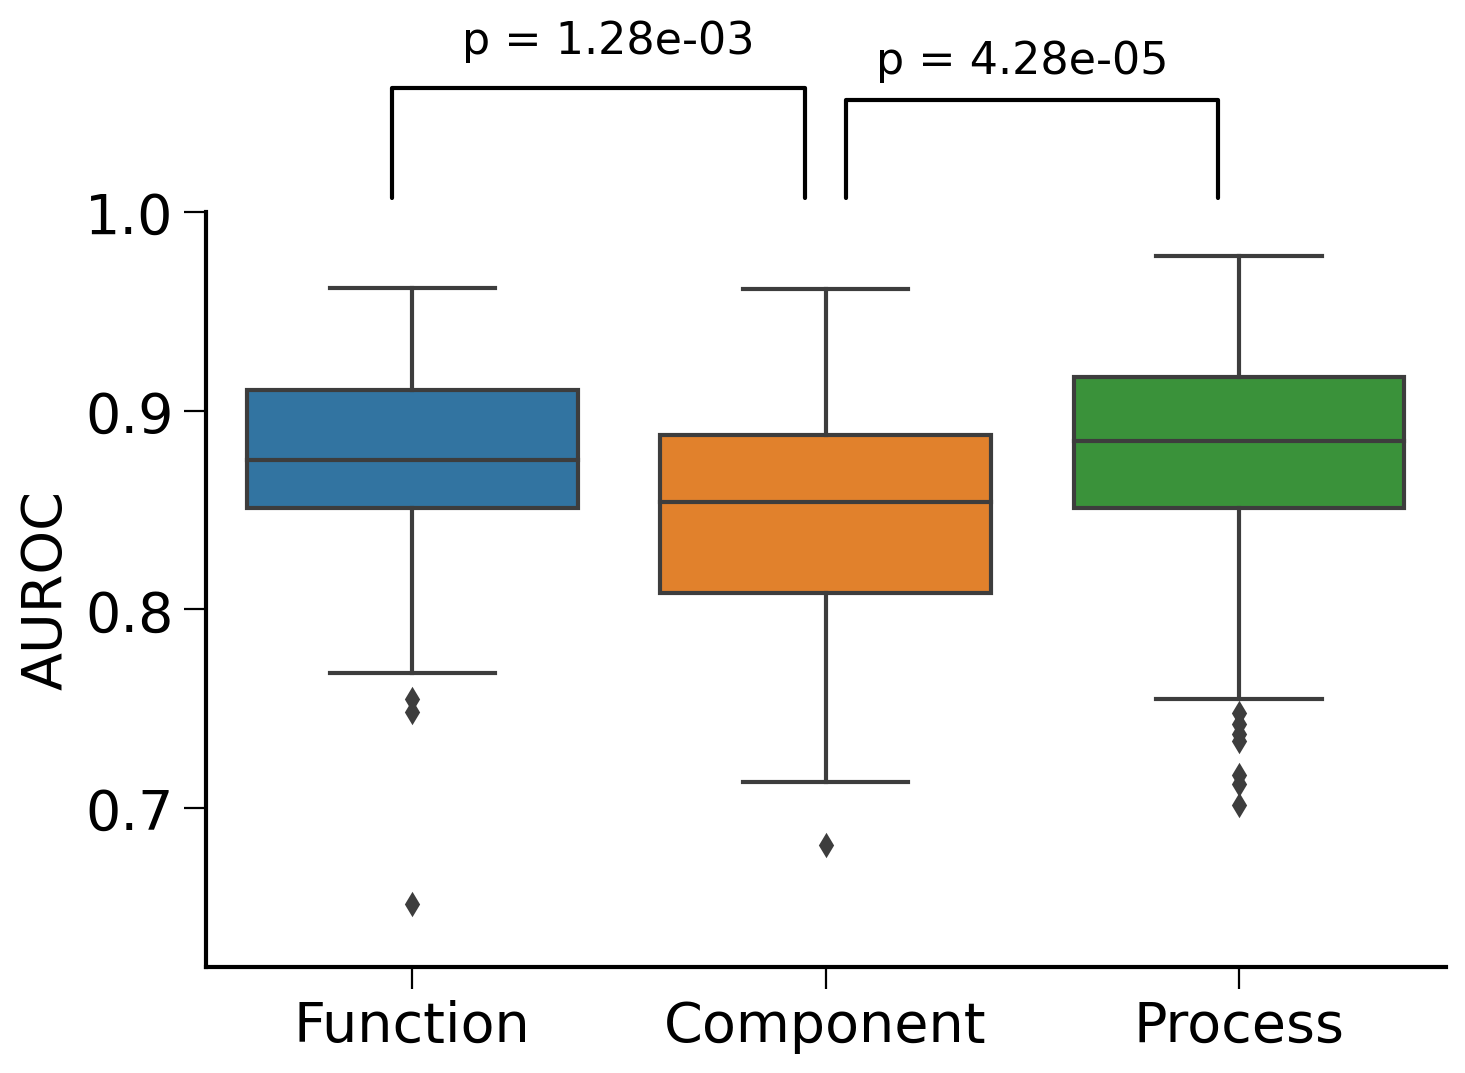 p = 1.28e-03
p = 4.28e-05
1.0
0.9
0.8
0.7
AUROC
Function
Component
Process